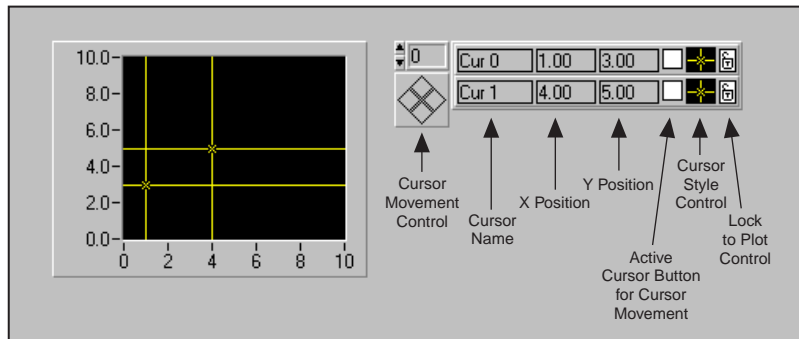 10.0
8.0
6.0
4.0
2.0
0.0
0 2 4 6 8 10
0
Cur 0 1.00 3.00
Cur 1 4.00 5.00
Cursor
Movement
Control
Cursor
Name
X Position
Y Position
Active
Cursor Button
for Cursor
Movement
Cursor
Style
Control
Lock
to Plot
Control